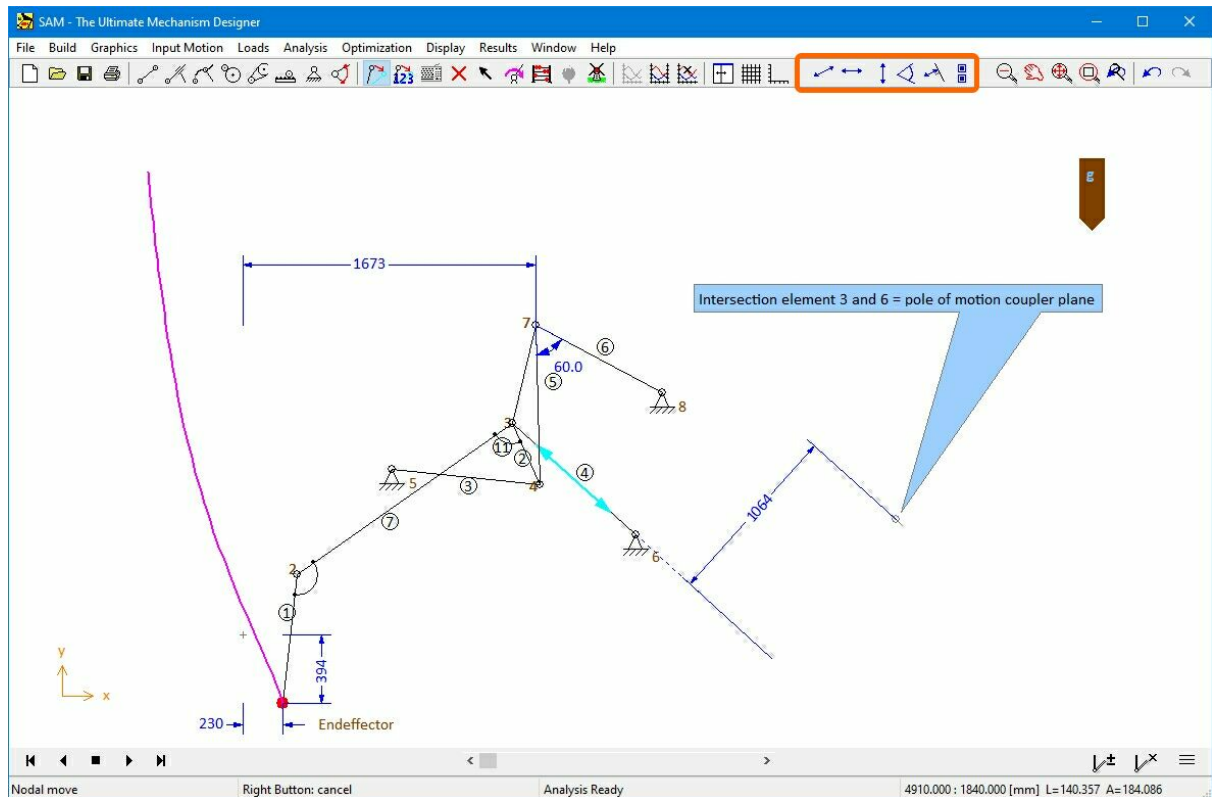 SAM - The Ultimate Mechanism Designer
File Build Graphics Input Motion Loads Analysis Optimization Display Results Window Help
123
g
1673
Intersection element 3 and 6 = pole of motion coupler plane
7
6
60.0
5
8
3
11
2
4
5
3
4
1064
7
6
2
1
y
394
x
230
Endeffector
Nodal move Right Button: cancel Analysis Ready 4910.000 : 1840.000 [mm] L=140.357 A=184.086